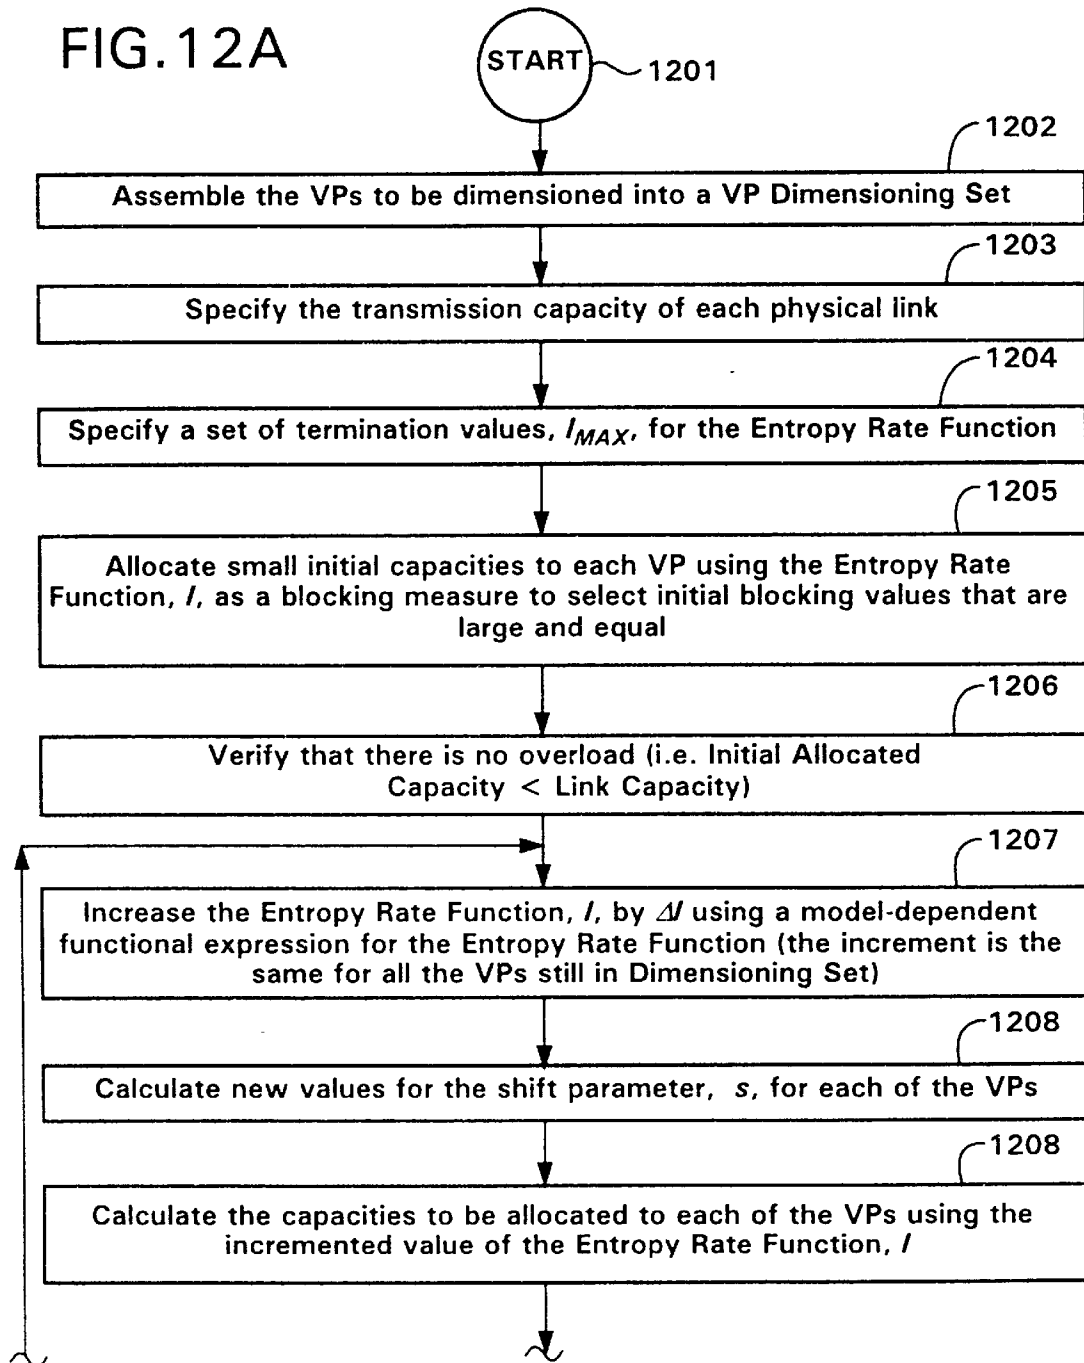 FIG.12A
START
1201
1202
Assemble the VPs to be dimensioned into a VP Dimensioning Set
1203
Specify the transmission capacity of each physical link
1204
Specify a set of termination values, I_MAX, for the Entropy Rate Function
1205
Allocate small initial capacities to each VP using the Entropy Rate
Function, I, as a blocking measure to select initial blocking values that are
large and equal
1206
Verify that there is no overload (i.e. Initial Allocated
Capacity < Link Capacity)
1207
Increase the Entropy Rate Function, I, by ΔI using a model-dependent
functional expression for the Entropy Rate Function (the increment is the
same for all the VPs still in Dimensioning Set)
1208
Calculate new values for the shift parameter, s, for each of the VPs
1208
Calculate the capacities to be allocated to each of the VPs using the
incremented value of the Entropy Rate Function, I